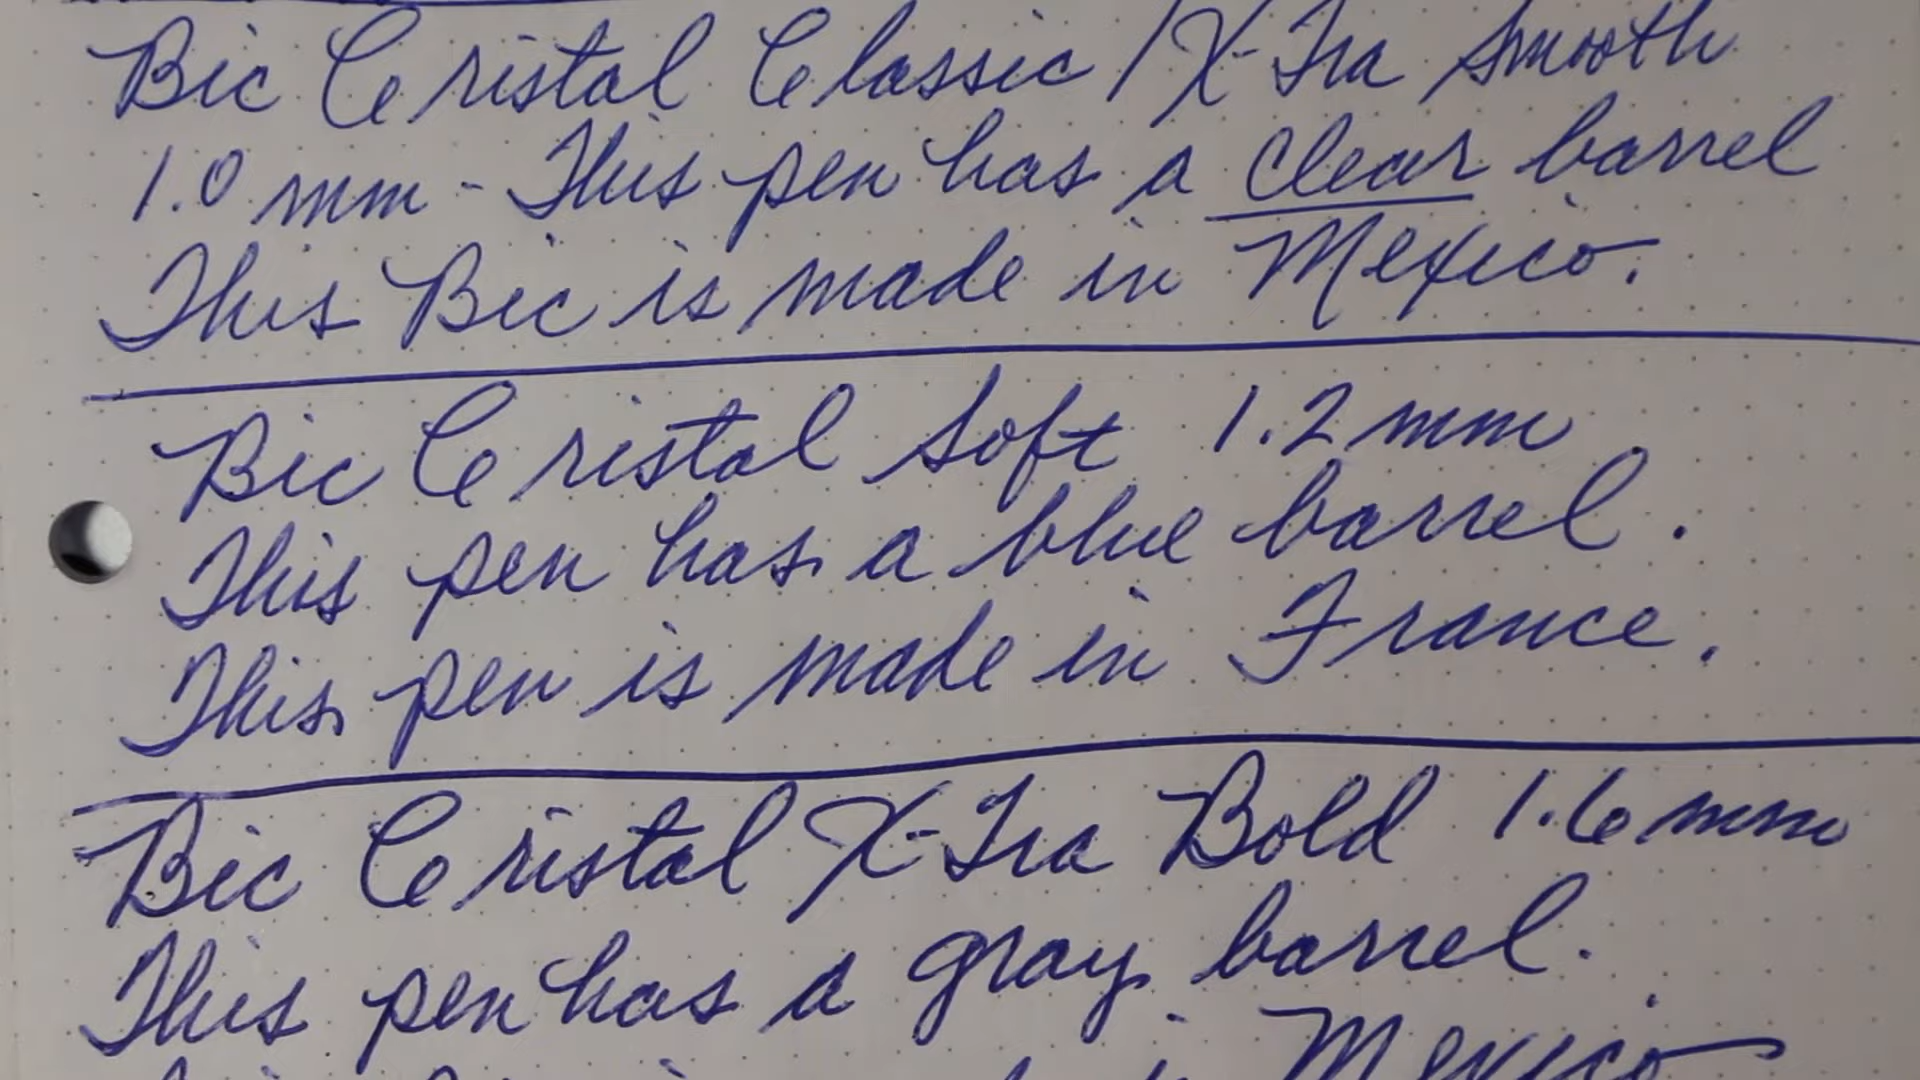 Bic Cristal Classic / X-Tra Smooth
1.0 mm - This pen has a clear barrel
This Bic is made in Mexico.
Bic Cristal Soft 1.2 mm
This pen has a blue barrel.
This pen is made in France.
Bic Cristal X-Tra Bold 1.6 mm
This pen has a gray barrel.
Mexico